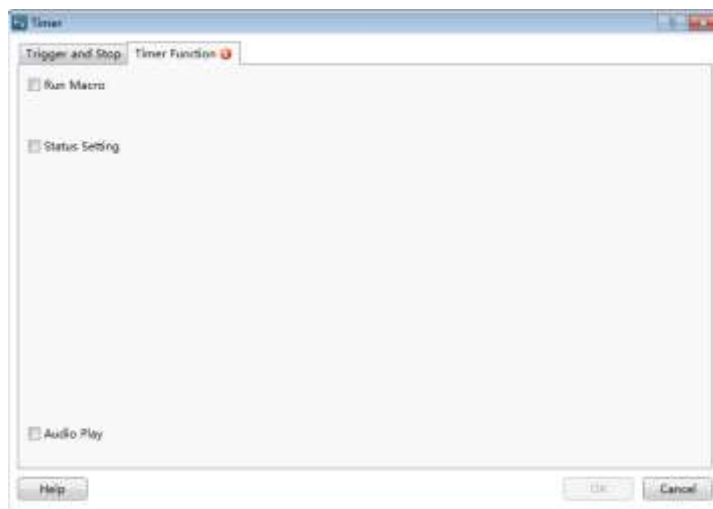 Timer
Trigger and Stop Timer Function
Run Macro
Status Setting
Audio Play
Help OK Cancel